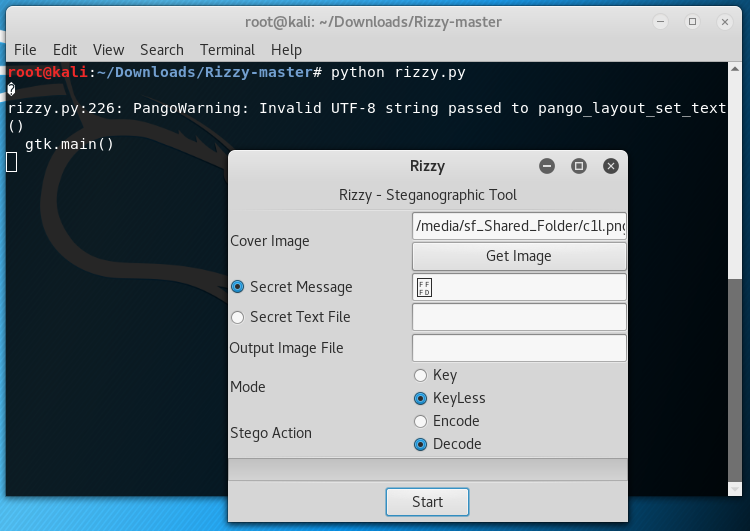 root@kali: ~/Downloads/Rizzy-master
File Edit View Search Terminal Help
root@kali:~/Downloads/Rizzy-master# python rizzy.py
�
rizzy.py:226: PangoWarning: Invalid UTF-8 string passed to pango_layout_set_text
()
  gtk.main()
Rizzy
Rizzy - Steganographic Tool
Cover Image
/media/sf_Shared_Folder/c1l.png
Get Image
Secret Message
FF
FD
Secret Text File
Output Image File
Mode
Key
KeyLess
Stego Action
Encode
Decode
Start